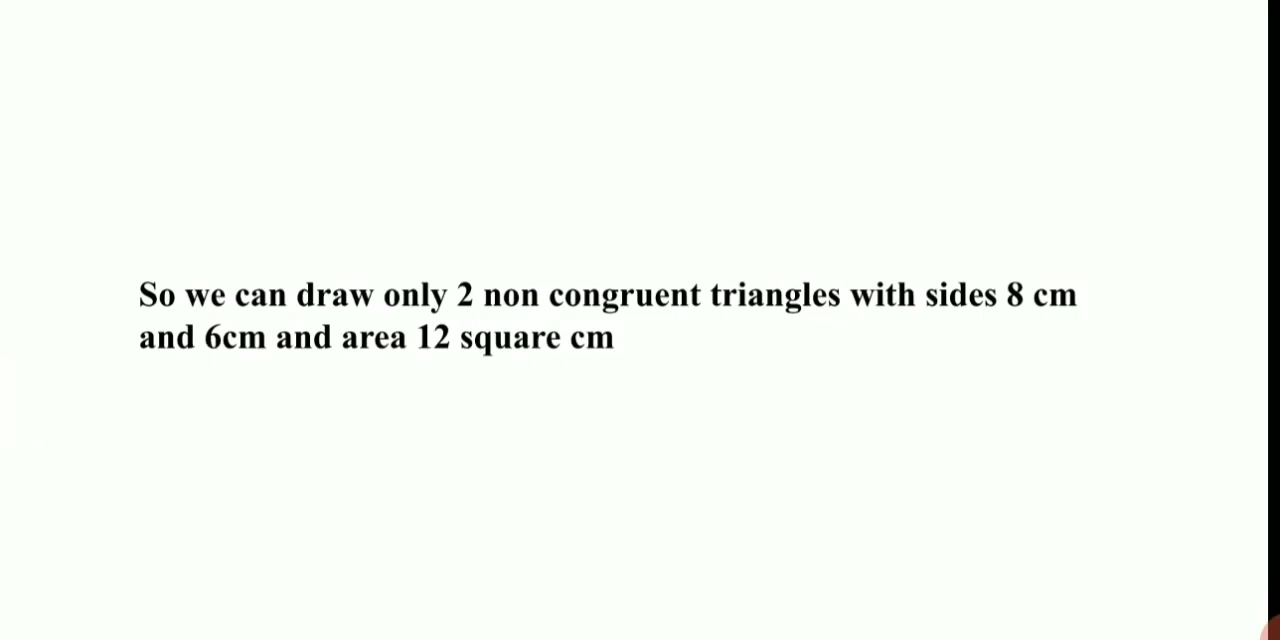 So we can draw only 2 non congruent triangles with sides 8 cm
and 6cm and area 12 square cm